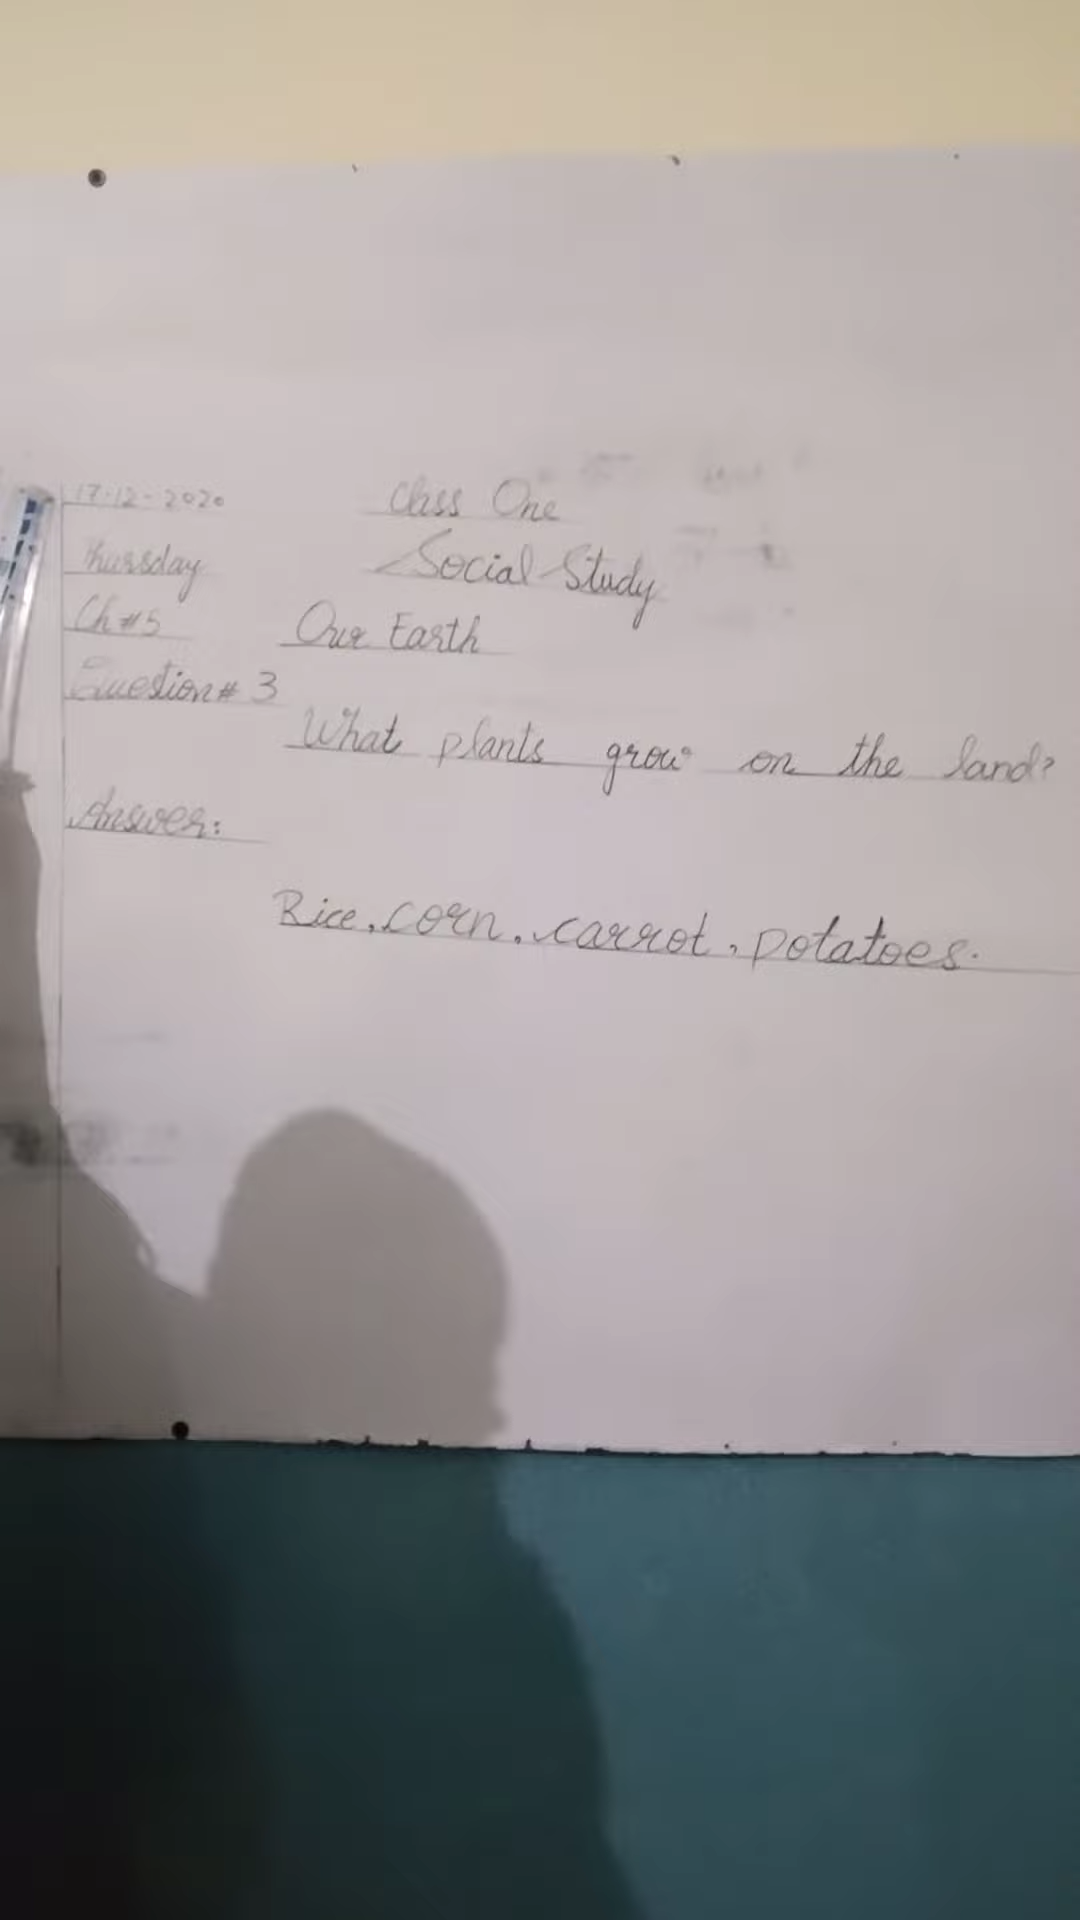 17-12-2020 Class One
Thursday Social Study
Ch #5 Our Earth
Question # 3
What plants grow on the land?
Answer:
Rice, corn, carrot, potatoes.